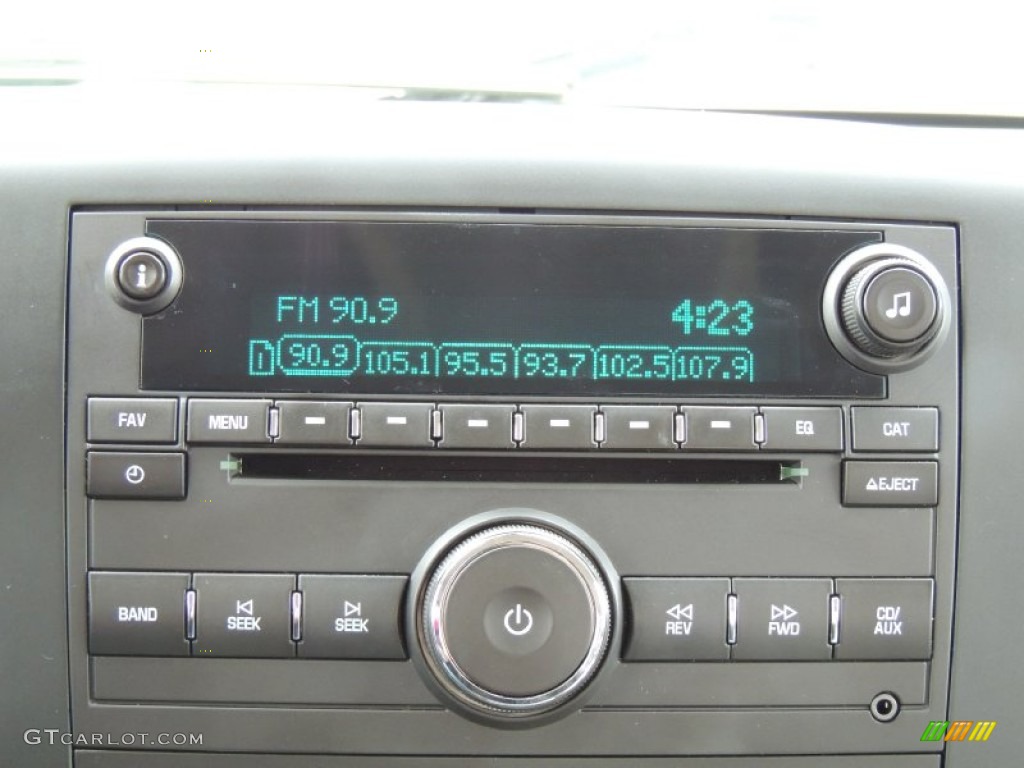 FM 90.9 4:23
1 90.9 105.1 95.5 93.7 102.5 107.9
FAV MENU EQ CAT
EJECT
BAND SEEK SEEK REV FWD CD/
AUX
GTCARLOT.COM